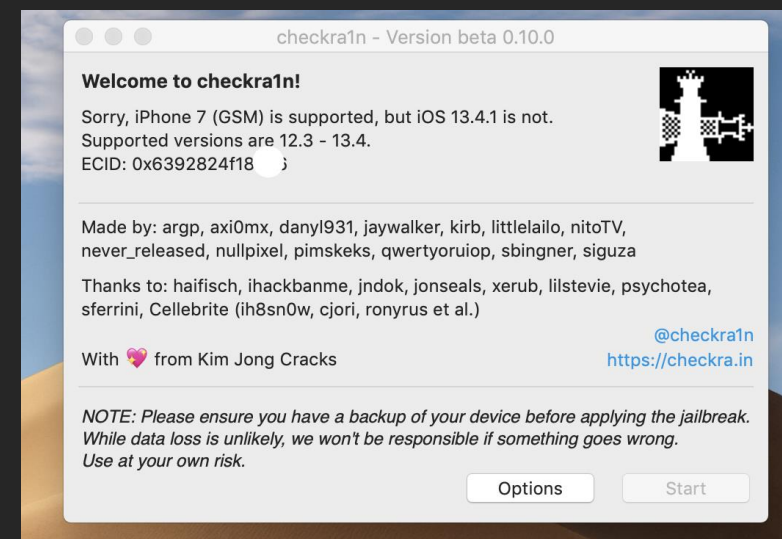 checkra1n - Version beta 0.10.0
Welcome to checkra1n!
Sorry, iPhone 7 (GSM) is supported, but iOS 13.4.1 is not.
Supported versions are 12.3 - 13.4.
ECID:
Made by: argp, axi0mx, danyl931, jaywalker, kirb, littlelailo, nitoTV,
never_released, nullpixel, pimskeks, qwertyoruiop, sbingner, siguza
Thanks to: haifisch, ihackbanme, jndok, jonseals, xerub, lilstevie, psychotea,
sferrini, Cellebrite (ih8sn0w, cjori, ronyrus et al.)
@checkra1n
With 💖 from Kim Jong Cracks
https://checkra.in
NOTE: Please ensure you have a backup of your device before applying the jailbreak.
While data loss is unlikely, we won't be responsible if something goes wrong.
Use at your own risk.
Options
Start